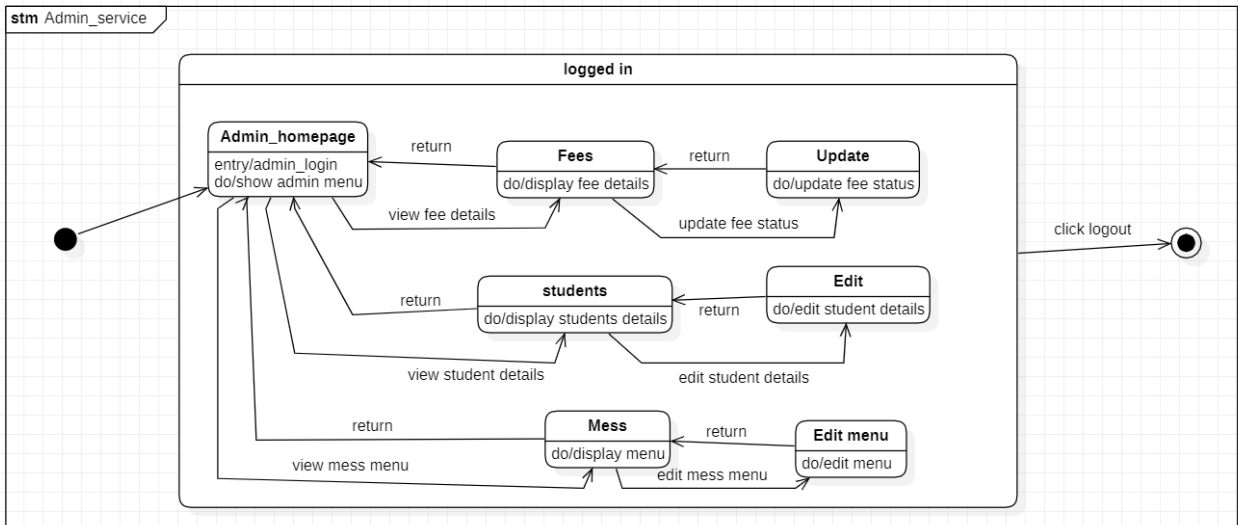 stm Admin_service
logged in
Admin_homepage
entry/admin_login
do/show admin menu
return
Fees
do/display fee details
return
Update
do/update fee status
view fee details
update fee status
click logout
return
students
do/display students details
return
Edit
do/edit student details
view student details
edit student details
return
Mess
do/display menu
return
Edit menu
do/edit menu
view mess menu
edit mess menu